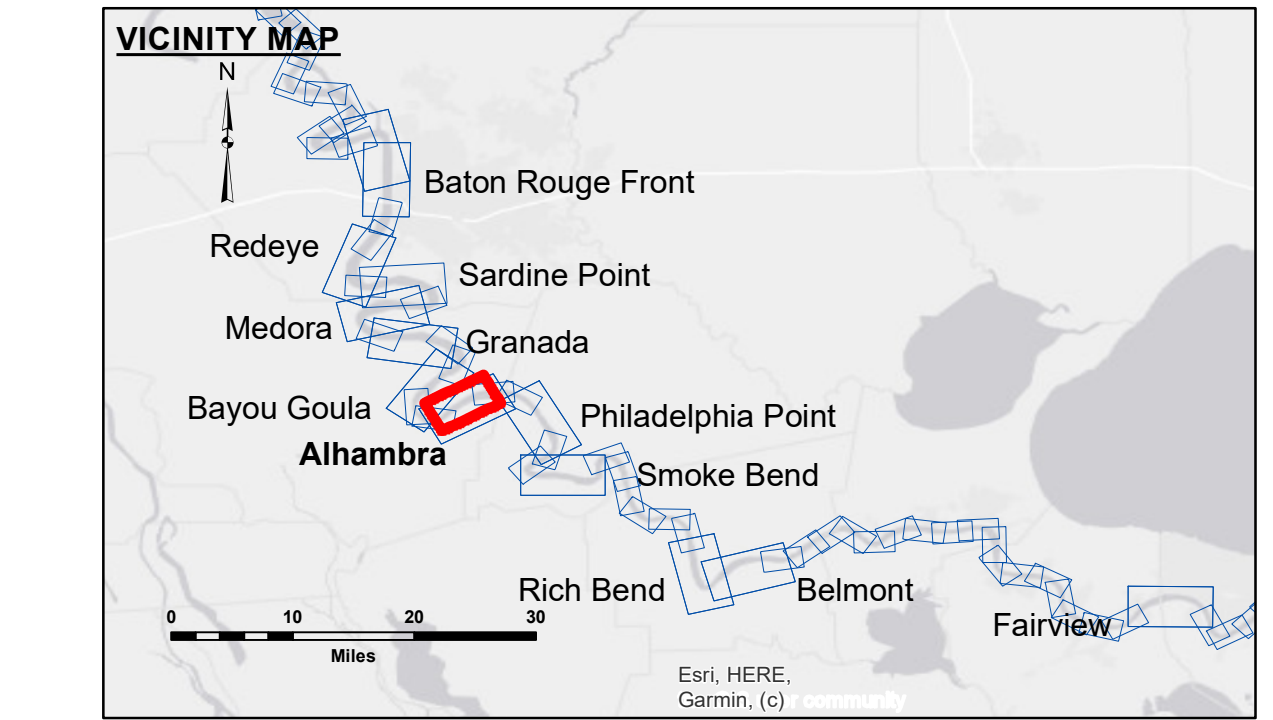 VICINITY MAP
N
Baton Rouge Front
Redeye
Sardine Point
Medora
Granada
Bayou Goula
Philadelphia Point
Alhambra
Smoke Bend
Rich Bend
Belmont
Fairview
0 10 20 30
Miles
Esri, HERE,
Garmin, (c) community